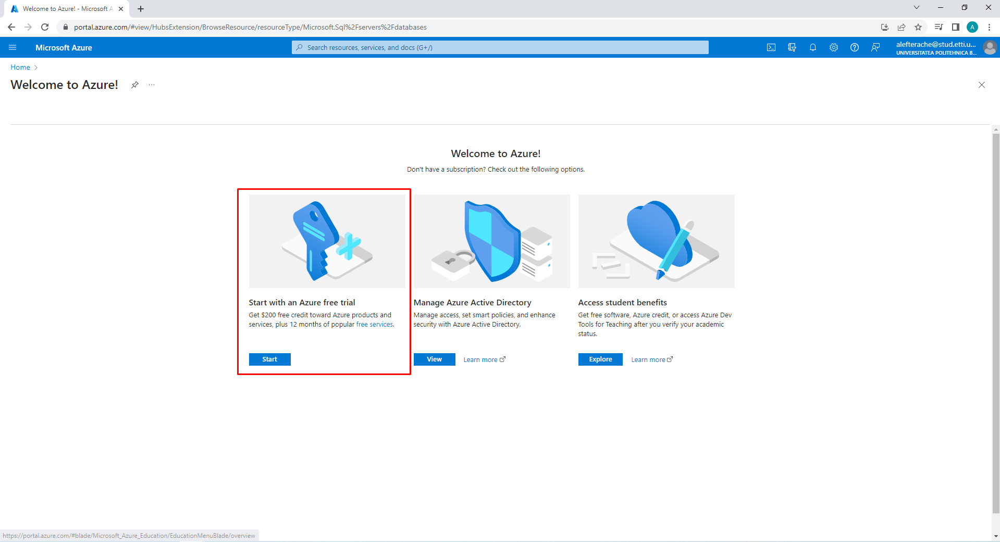 Welcome to Azure! - Microsoft A
portal.azure.com/#view/HubsExtension/BrowseResource/resourceType/Microsoft.Sql%2Fservers%2Fdatabases
A
Microsoft Azure
Search resources, services, and docs (G+/)
alefterache@stud.etti.u...
UNIVERSITATEA POLITEHNICA B...
Home
Welcome to Azure!
Welcome to Azure!
Don't have a subscription? Check out the following options.
Start with an Azure free trial
Get $200 free credit toward Azure products and
services, plus 12 months of popular free services.
Start
Manage Azure Active Directory
Manage access, set smart policies, and enhance
security with Azure Active Directory.
View
Learn more
Access student benefits
Get free software, Azure credit, or access Azure Dev
Tools for Teaching after you verify your academic
status.
Explore
Learn more
https://portal.azure.com/#blade/Microsoft_Azure_Education/EducationMenuBlade/overview